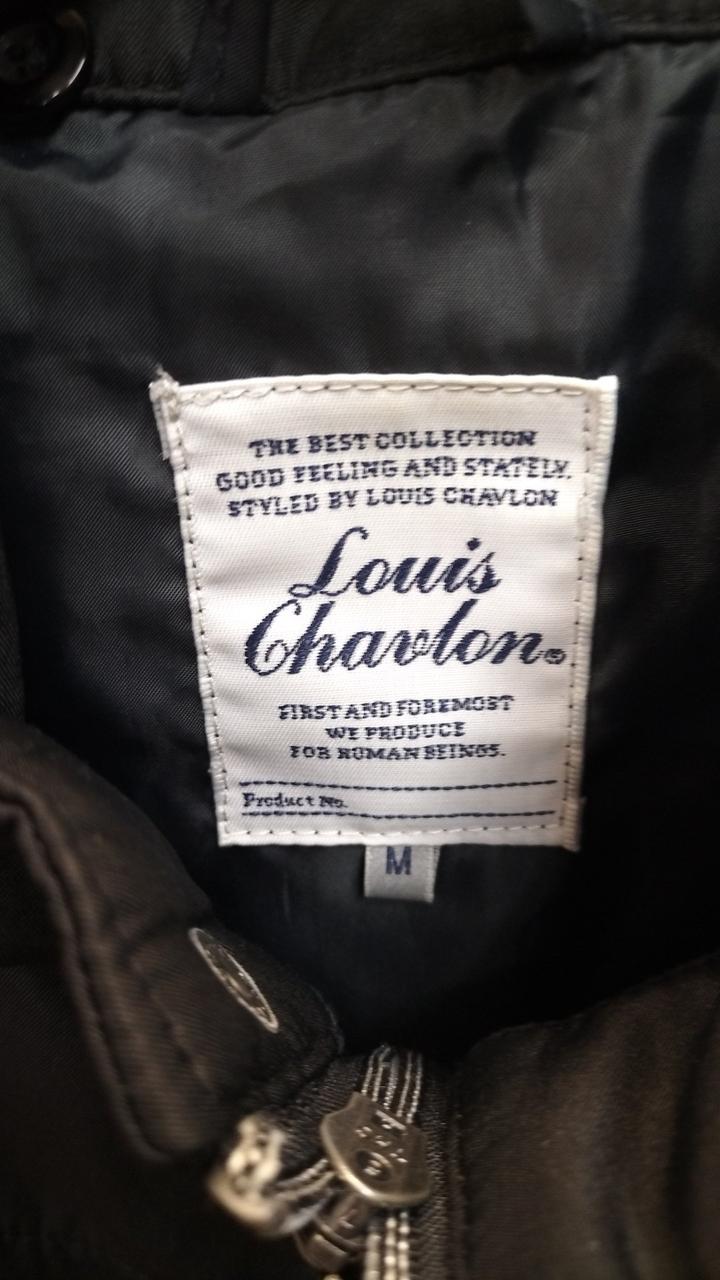 THE BEST COLLECTION
GOOD FEELING AND STATELY.
STYLED BY LOUIS CHAVLON
Louis
Chavlon®
FIRST AND FOREMOST
WE PRODUCE
FOR HUMAN BEINGS.
Product No.
M